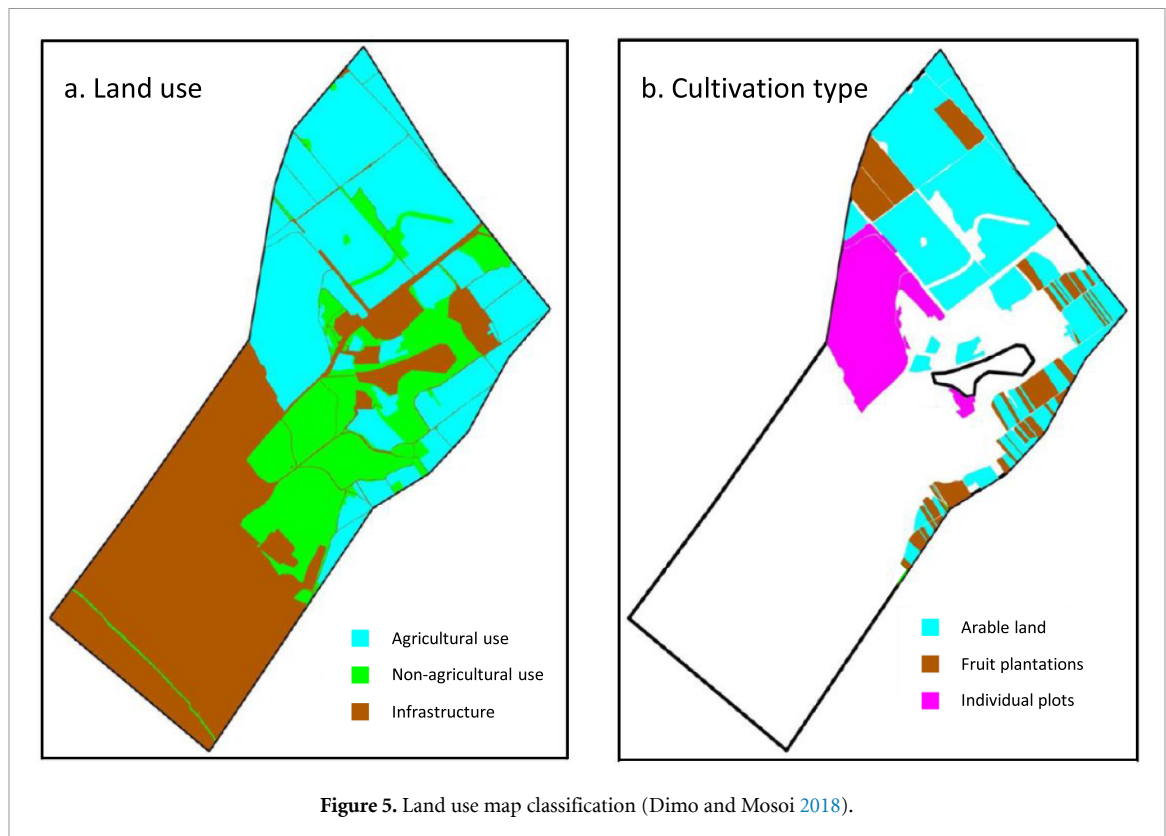 a. Land use
Agricultural use
Non-agricultural use
Infrastructure
b. Cultivation type
Arable land
Fruit plantations
Individual plots
Figure 5. Land use map classification (Dimo and Mosoi 2018).